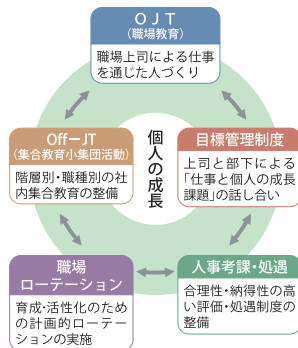 OJT
(職場教育)
職場上司による仕事
を通じた人づくり
Off−JT
(集合教育小集団活動)
階層別・職種別の社
内集合教育の整備
個人の成長
目標管理制度
上司と部下による
「仕事と個人の成長
課題」の話し合い
職場
ローテーション
育成・活性化のため
の計画的ローテー
ションの実施
人事考課・処遇
合理性・納得性の高
い評価・処遇制度の
整備